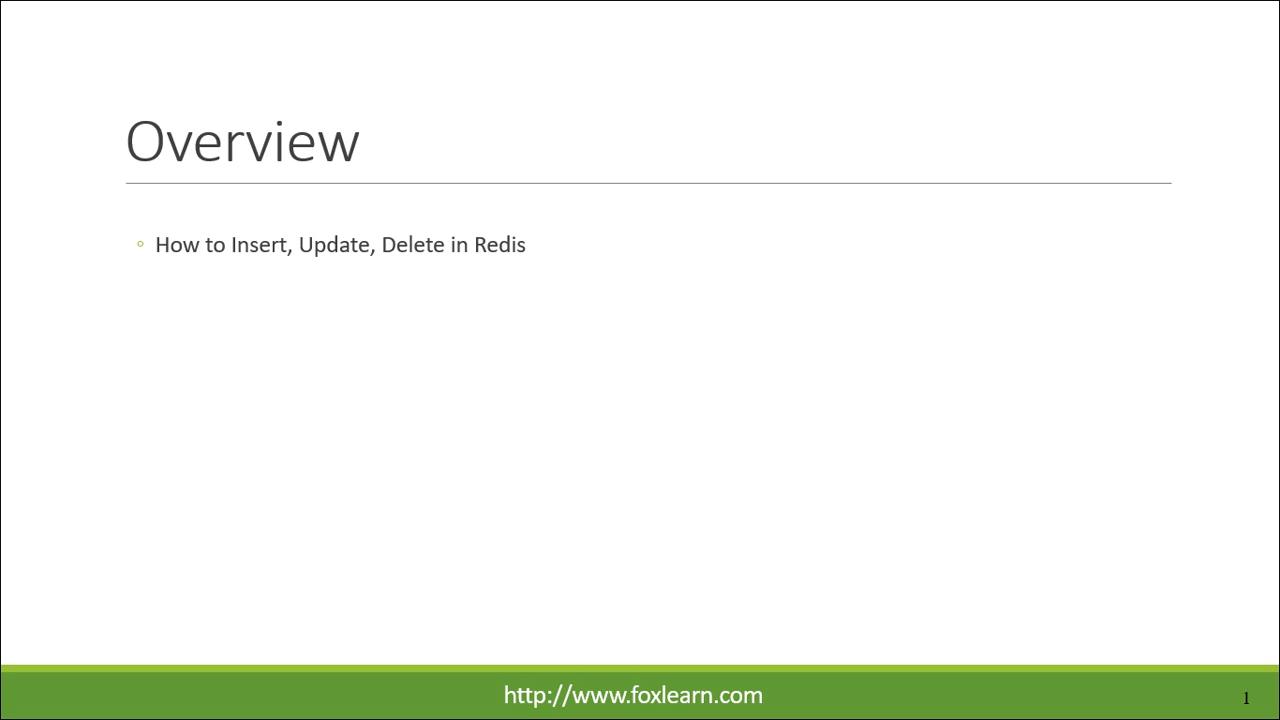 Overview
◦ How to Insert, Update, Delete in Redis
http://www.foxlearn.com
1